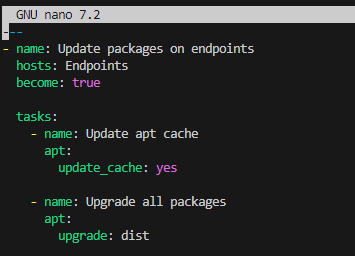 GNU nano 7.2
---
- name: Update packages on endpoints
  hosts: Endpoints
  become: true

  tasks:
    - name: Update apt cache
      apt:
        update_cache: yes

    - name: Upgrade all packages
      apt:
        upgrade: dist